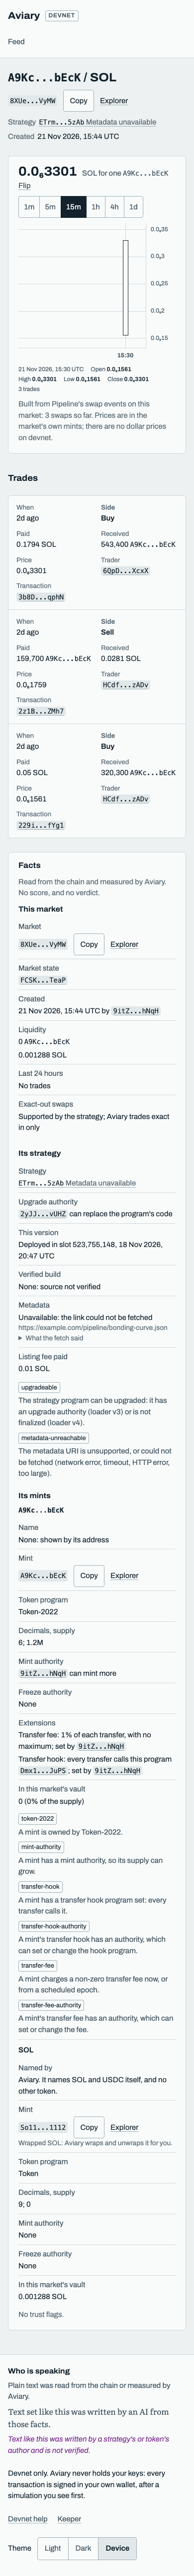 Aviary DEVNET
Feed
A9Kc...bEcK / SOL
8XUe...VyMW Copy Explorer
Strategy ETrm...5zAb Metadata unavailable
Created 21 Nov 2026, 15:44 UTC
0.0₆3301 SOL for one A9Kc...bEcK
Flip
1m 5m 15m 1h 4h 1d
0.0₆35
0.0₆3
0.0₆25
0.0₆2
0.0₆15
15:30
21 Nov 2026, 15:30 UTC Open 0.0₆1561
High 0.0₆3301 Low 0.0₆1561 Close 0.0₆3301
3 trades
Built from Pipeline's swap events on this
market: 3 swaps so far. Prices are in the
market's own mints; there are no dollar prices
on devnet.
Trades
When Side
2d ago Buy
Paid Received
0.1794 SOL 543,400 A9Kc...bEcK
Price Trader
0.0₆3301 6QpD...XcxX
Transaction
3b8D...qphN
When Side
2d ago Sell
Paid Received
159,700 A9Kc...bEcK 0.0281 SOL
Price Trader
0.0₆1759 HCdf...zADv
Transaction
2z1B...ZMh7
When Side
2d ago Buy
Paid Received
0.05 SOL 320,300 A9Kc...bEcK
Price Trader
0.0₆1561 HCdf...zADv
Transaction
229i...fYg1
Facts
Read from the chain and measured by Aviary.
No score, and no verdict.
This market
Market
8XUe...VyMW Copy Explorer
Market state
FCSK...TeaP
Created
21 Nov 2026, 15:44 UTC by 9itZ...hNqH
Liquidity
0 A9Kc...bEcK
0.001288 SOL
Last 24 hours
No trades
Exact-out swaps
Supported by the strategy; Aviary trades exact
in only
Its strategy
Strategy
ETrm...5zAb Metadata unavailable
Upgrade authority
2yJJ...vUHZ can replace the program's code
This version
Deployed in slot 523,755,148, 18 Nov 2026,
20:47 UTC
Verified build
None: source not verified
Metadata
Unavailable: the link could not be fetched
https://example.com/pipeline/bonding-curve.json
▸ What the fetch said
Listing fee paid
0.01 SOL
upgradeable
The strategy program can be upgraded: it has
an upgrade authority (loader v3) or is not
finalized (loader v4).
metadata-unreachable
The metadata URI is unsupported, or could not
be fetched (network error, timeout, HTTP error,
too large).
Its mints
A9Kc...bEcK
Name
None: shown by its address
Mint
A9Kc...bEcK Copy Explorer
Token program
Token-2022
Decimals, supply
6; 1.2M
Mint authority
9itZ...hNqH can mint more
Freeze authority
None
Extensions
Transfer fee: 1% of each transfer, with no
maximum; set by 9itZ...hNqH
Transfer hook: every transfer calls this program
Dmx1...JuPS ; set by 9itZ...hNqH
In this market's vault
0 (0% of the supply)
token-2022
A mint is owned by Token-2022.
mint-authority
A mint has a mint authority, so its supply can
grow.
transfer-hook
A mint has a transfer hook program set: every
transfer calls it.
transfer-hook-authority
A mint's transfer hook has an authority, which
can set or change the hook program.
transfer-fee
A mint charges a non-zero transfer fee now, or
from a scheduled epoch.
transfer-fee-authority
A mint's transfer fee has an authority, which can
set or change the fee.
SOL
Named by
Aviary. It names SOL and USDC itself, and no
other token.
Mint
So11...1112 Copy Explorer
Wrapped SOL: Aviary wraps and unwraps it for you.
Token program
Token
Decimals, supply
9; 0
Mint authority
None
Freeze authority
None
In this market's vault
0.001288 SOL
No trust flags.
Who is speaking
Plain text was read from the chain or measured by
Aviary.
Text set like this was written by an AI from
those facts.
Text like this was written by a strategy's or token's
author and is not verified.
Devnet only. Aviary never holds your keys: every
transaction is signed in your own wallet, after a
simulation you see first.
Devnet help Keeper
Theme Light Dark Device